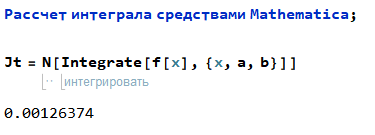 Рассчет интеграла средствами Mathematica;
Jt = N[Integrate[f[x], {x, a, b}]]
интегрировать
0.00126374